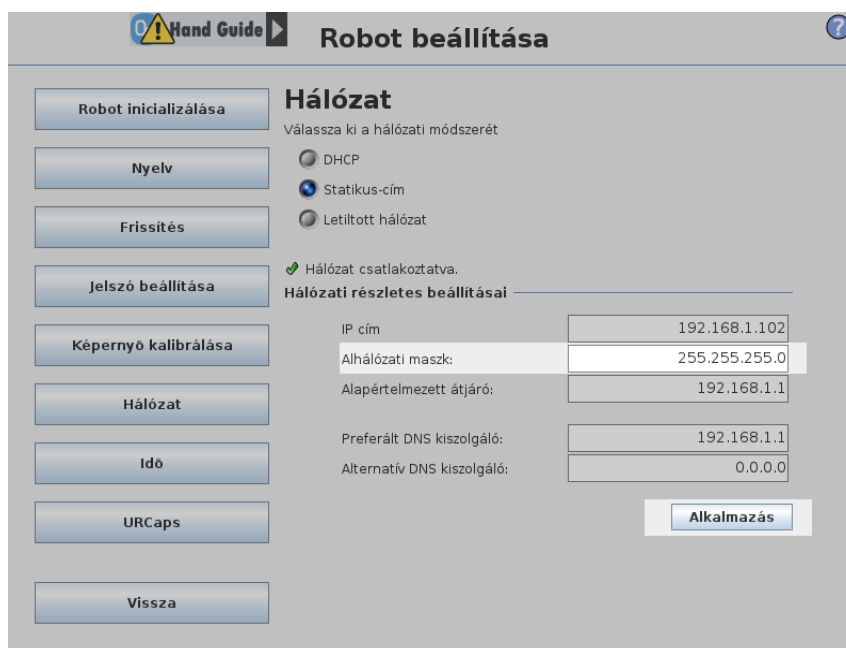 Hand Guide
Robot beállítása
?
Robot inicializálása
Nyelv
Frissítés
Jelszó beállítása
Képernyõ kalibrálása
Hálózat
Idõ
URCaps
Vissza
Hálózat
Válassza ki a hálózati módszerét
DHCP
Statikus-cím
Letiltott hálózat
Hálózat csatlakoztatva.
Hálózati részletes beállításai
IP cím 192.168.1.102
Alhálózati maszk: 255.255.255.0
Alapértelmezett átjáró: 192.168.1.1
Preferált DNS kiszolgáló: 192.168.1.1
Alternatív DNS kiszolgáló: 0.0.0.0
Alkalmazás